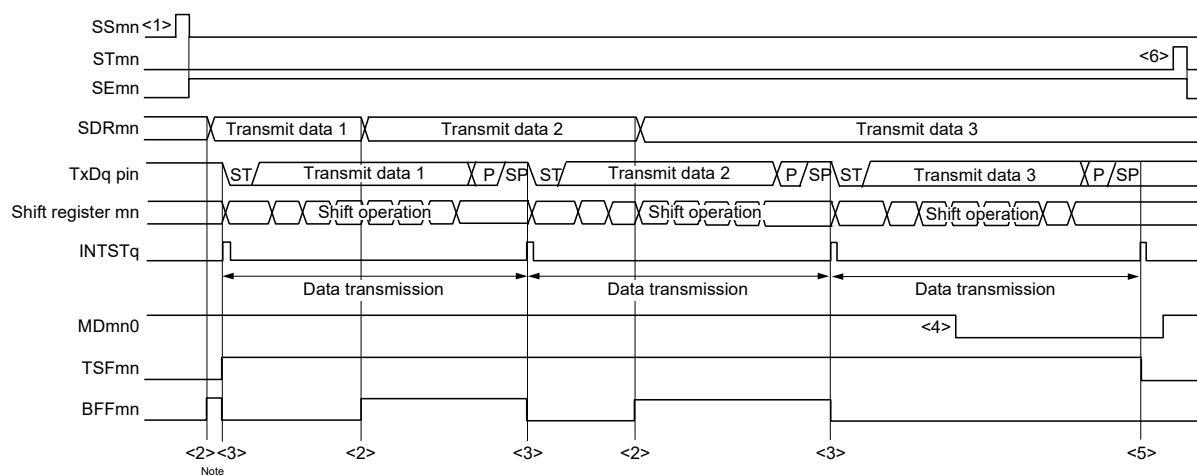 SSmn <1>
STmn <6>
SEmn
SDRmn Transmit data 1 Transmit data 2 Transmit data 3
TxDq pin ST Transmit data 1 P SP ST Transmit data 2 P SP ST Transmit data 3 P SP
Shift register mn Shift operation Shift operation Shift operation
INTSTq
Data transmission Data transmission Data transmission
MDmn0 <4>
TSFmn
BFFmn
<2> <3> <2> <3> <2> <3> <5>
Note